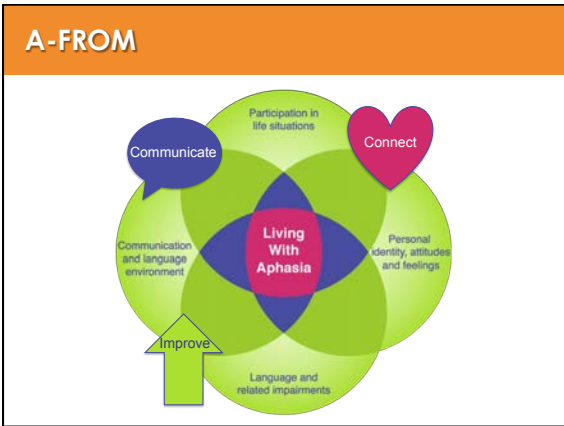 A-FROM
Participation in
life situations
Communicate
Connect
Communication
and language
environment
Living
With
Aphasia
Personal
identity, attitudes
and feelings
Improve
Language and
related impairments